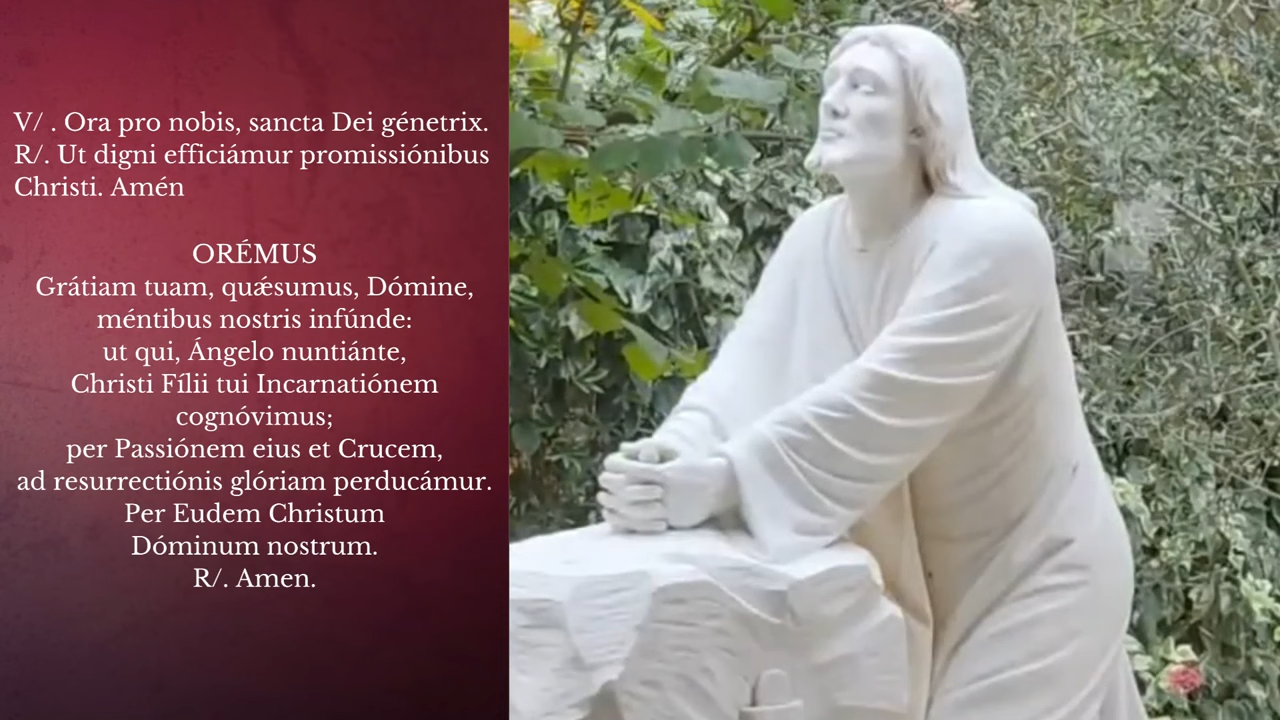 V/ . Ora pro nobis, sancta Dei génetrix.
R/. Ut digni efficiámur promissiónibus
Christi. Amén
ORÉMUS
Grátiam tuam, quǽsumus, Dómine,
méntibus nostris infúnde:
ut qui, Ángelo nuntiánte,
Christi Fílii tui Incarnatiónem
cognóvimus;
per Passiónem eius et Crucem,
ad resurrectiónis glóriam perducámur.
Per Eudem Christum
Dóminum nostrum.
R/. Amen.